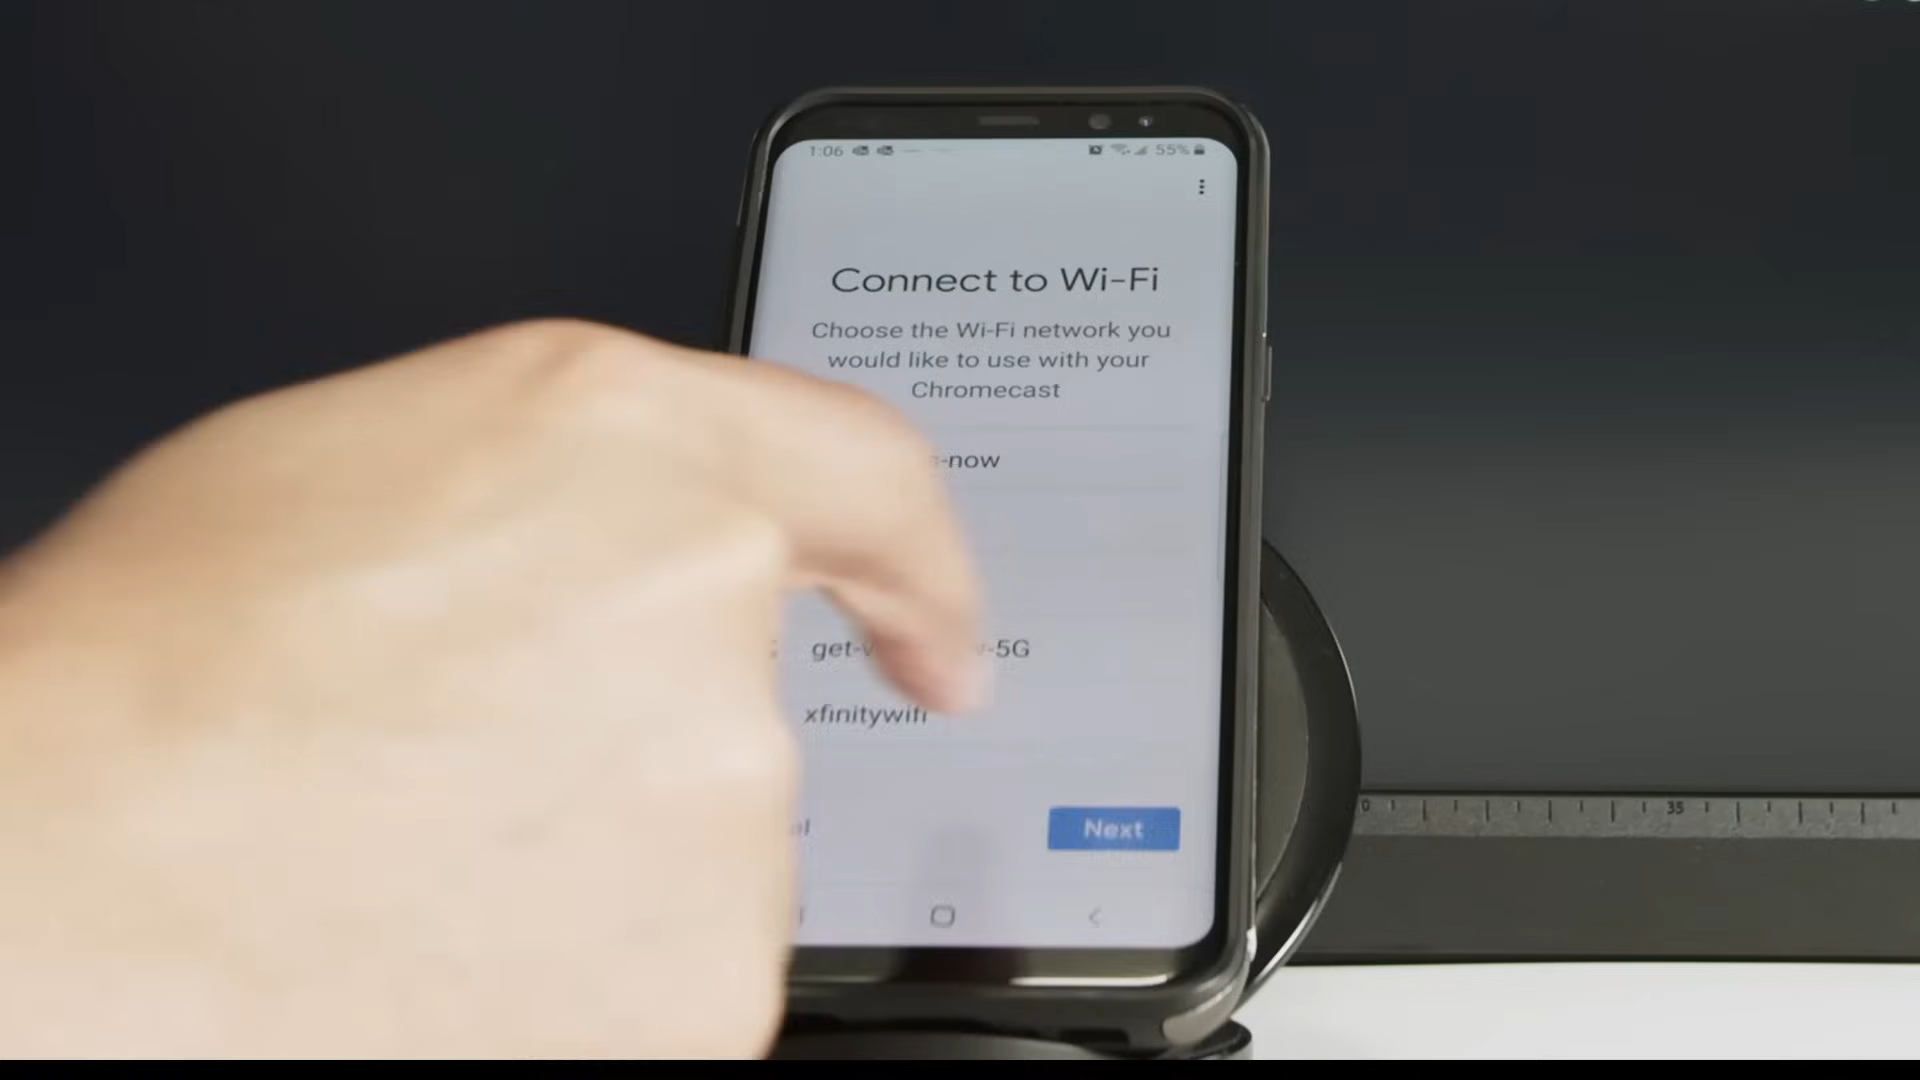 1:06 55%
Connect to Wi-Fi
Choose the Wi-Fi network you
would like to use with your
Chromecast
-now
get- -5G
xfinitywifi
Next
35